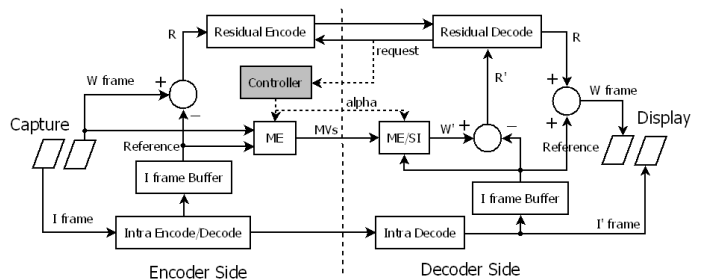 R
Residual Encode
Residual Decode
R
request
W frame
+
−
Controller
R'
+
W frame
Capture
alpha
Display
ME
MVs
ME/SI
W'
+
−
+
Reference
Reference
I frame Buffer
I frame Buffer
I frame
Intra Encode/Decode
Intra Decode
I' frame
Encoder Side
Decoder Side